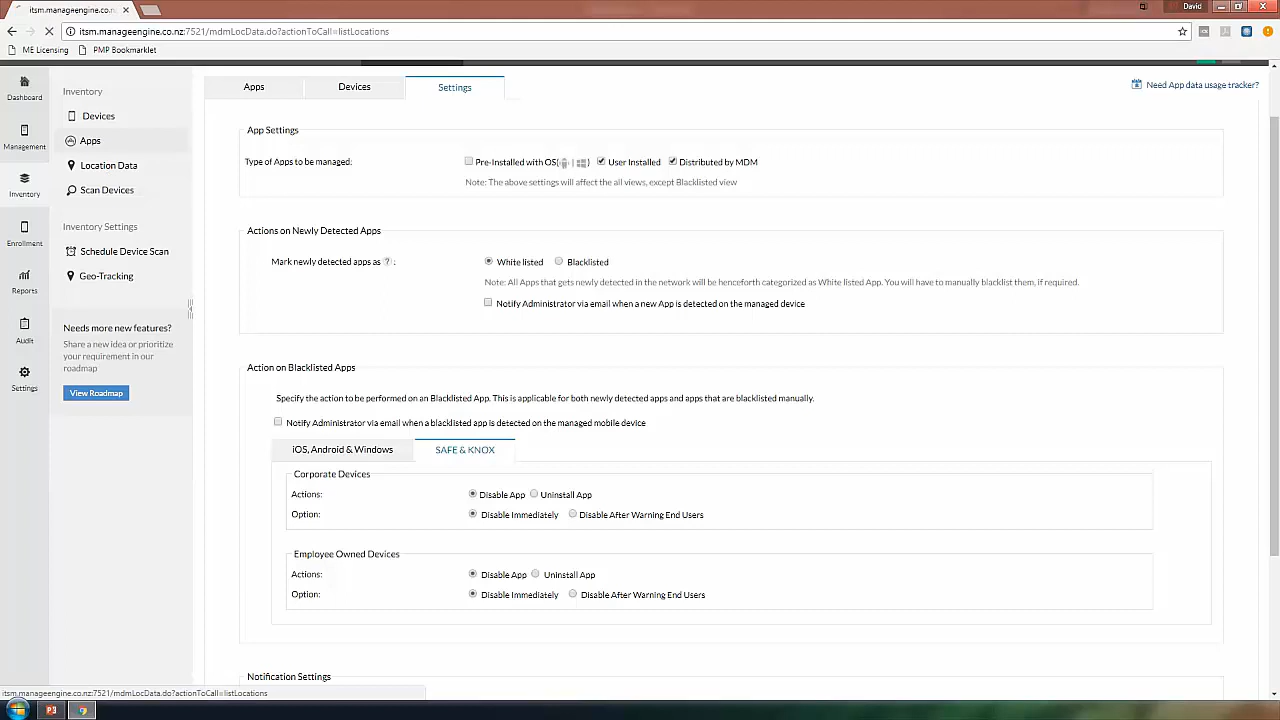 itsm.manageengine.co.nz
David
itsm.manageengine.co.nz:7521/mdmLocData.do?actionToCall=listLocations
ME Licensing
PMP Bookmarklet
Dashboard
Management
Inventory
Enrollment
Reports
Audit
Settings
Inventory
Devices
Apps
Location Data
Scan Devices
Inventory Settings
Schedule Device Scan
Geo-Tracking
Needs more new features?
Share a new idea or prioritize
your requirement in our
roadmap
View Roadmap
Apps
Devices
Settings
Need App data usage tracker?
App Settings
Type of Apps to be managed:
Pre-Installed with OS( | ) User Installed Distributed by MDM
Note: The above settings will affect the all views, except Blacklisted view
Actions on Newly Detected Apps
Mark newly detected apps as ? :
White listed Blacklisted
Note: All Apps that gets newly detected in the network will be henceforth categorized as White listed App. You will have to manually blacklist them, if required.
Notify Administrator via email when a new App is detected on the managed device
Action on Blacklisted Apps
Specify the action to be performed on an Blacklisted App. This is applicable for both newly detected apps and apps that are blacklisted manually.
Notify Administrator via email when a blacklisted app is detected on the managed mobile device
iOS, Android & Windows
SAFE & KNOX
Corporate Devices
Actions: Disable App Uninstall App
Option: Disable Immediately Disable After Warning End Users
Employee Owned Devices
Actions: Disable App Uninstall App
Option: Disable Immediately Disable After Warning End Users
Notification Settings
itsm.manageengine.co.nz:7521/mdmLocData.do?actionToCall=listLocations